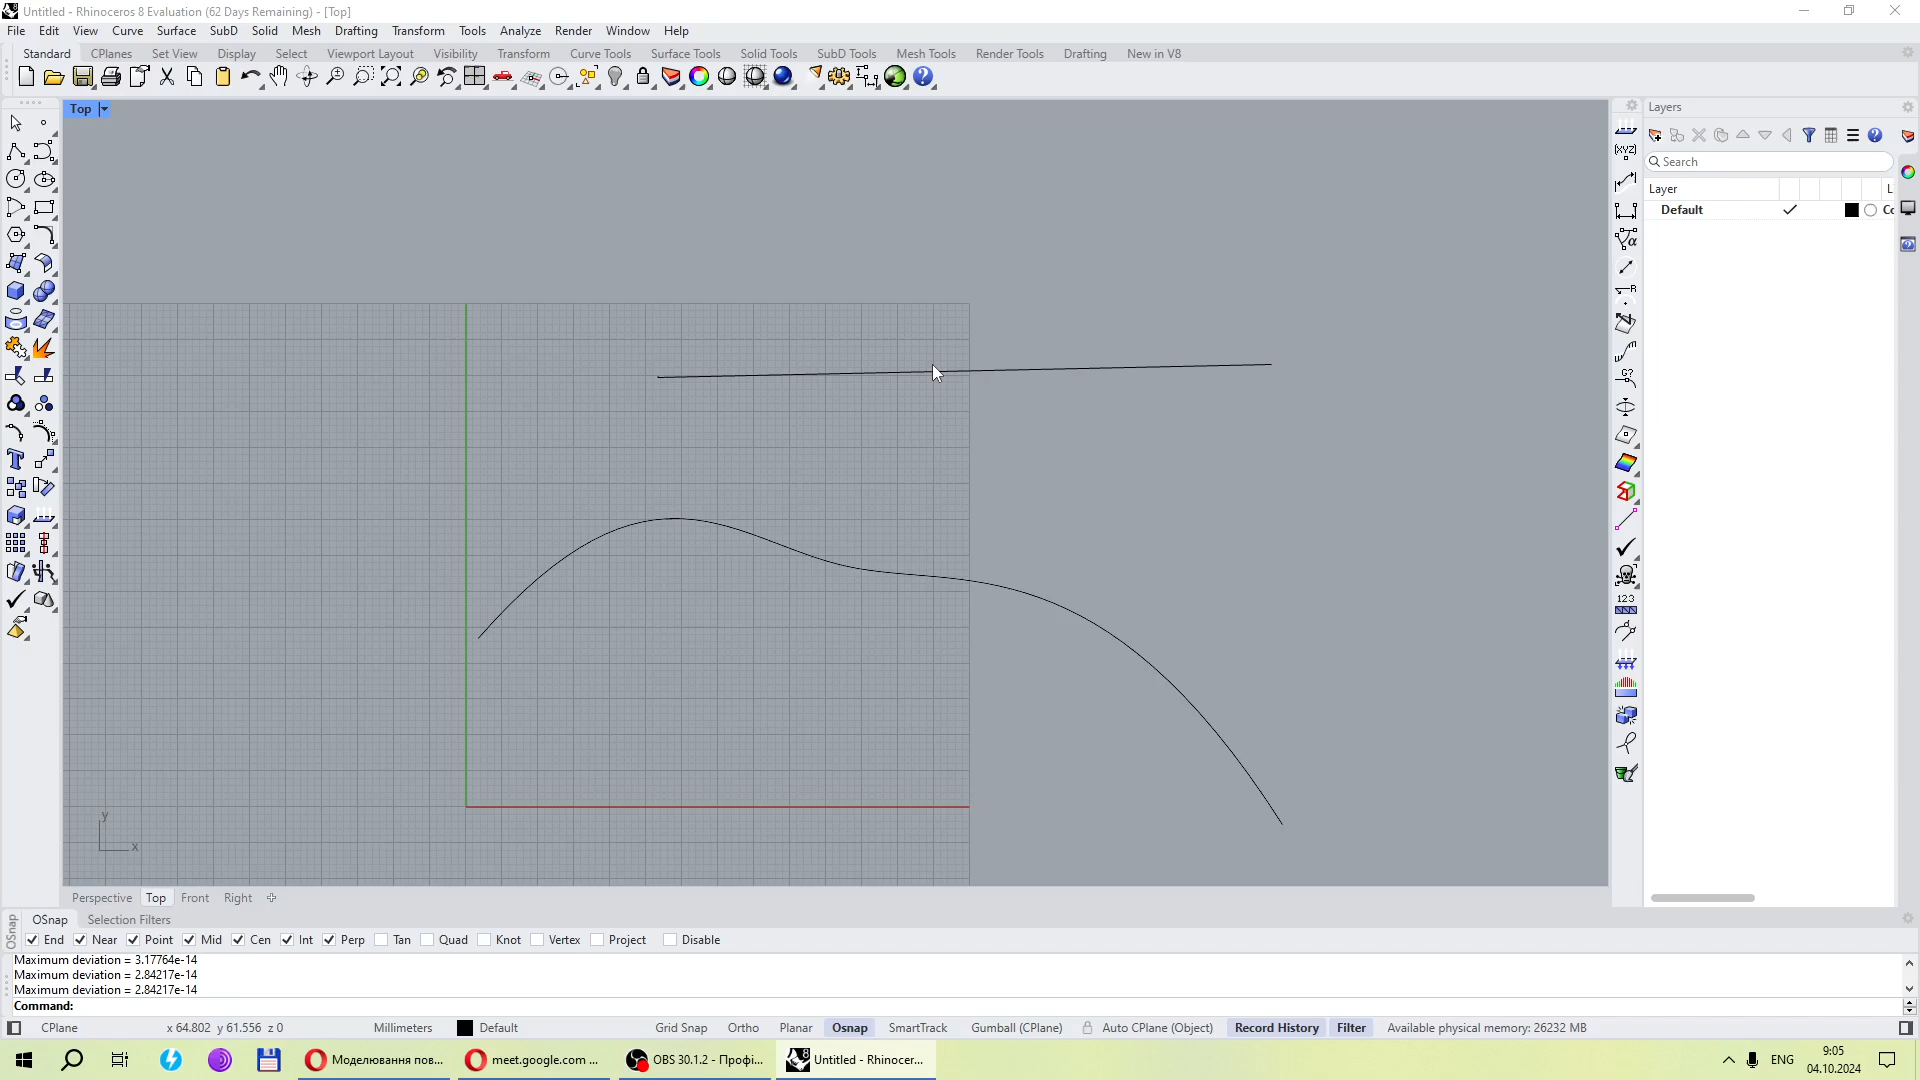 Untitled - Rhinoceros 8 Evaluation (62 Days Remaining) - [Top]
File Edit View Curve Surface SubD Solid Mesh Drafting Transform Tools Analyze Render Window Help
Standard CPlanes Set View Display Select Viewport Layout Visibility Transform Curve Tools Surface Tools Solid Tools SubD Tools Mesh Tools Render Tools Drafting New in V8
Top
Layers
Search
Layer L
Default Co
(XYZ)
R
G?
123
y
x
Perspective Top Front Right
OSnap
OSnap Selection Filters
End Near Point Mid Cen Int Perp Tan Quad Knot Vertex Project Disable
Maximum deviation = 3.17764e-14
Maximum deviation = 2.84217e-14
Maximum deviation = 2.84217e-14
Command:
CPlane x 64.802 y 61.556 z 0 Millimeters Default Grid Snap Ortho Planar Osnap SmartTrack Gumball (CPlane) Auto CPlane (Object) Record History Filter Available physical memory: 26232 MB
Моделювання пов... meet.google.com ... OBS 30.1.2 - Профі... Untitled - Rhinocer... ENG 9:05
04.10.2024